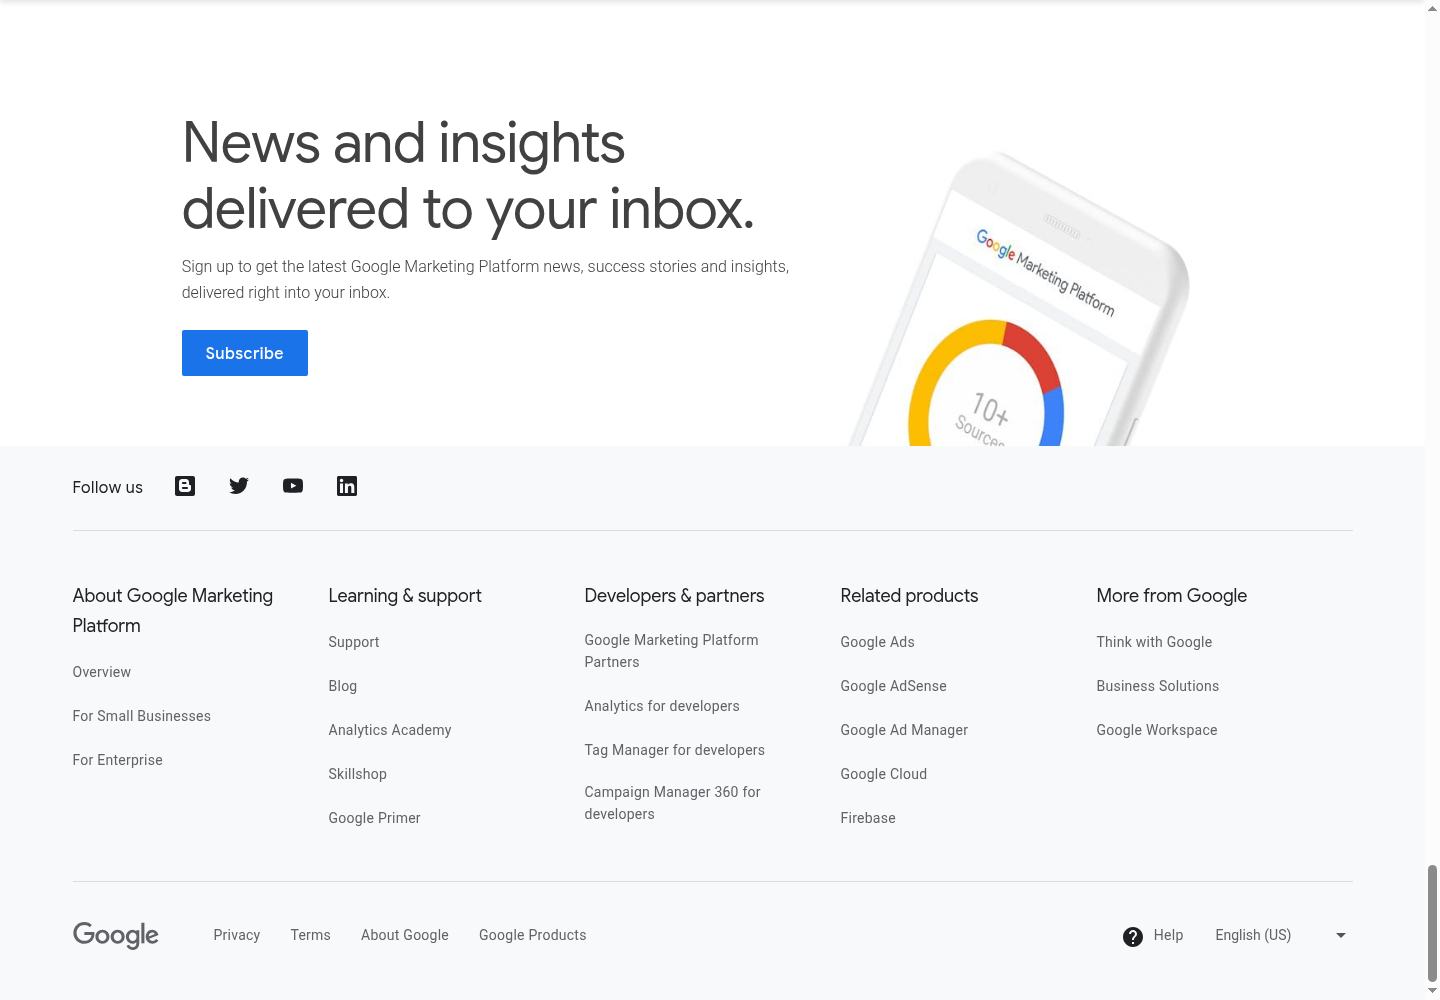 News and insights
delivered to your inbox.
Sign up to get the latest Google Marketing Platform news, success stories and insights,
delivered right into your inbox.
Subscribe
Google Marketing Platform
10+
Sources
Follow us
About Google Marketing
Platform
Overview
For Small Businesses
For Enterprise
Learning & support
Support
Blog
Analytics Academy
Skillshop
Google Primer
Developers & partners
Google Marketing Platform
Partners
Analytics for developers
Tag Manager for developers
Campaign Manager 360 for
developers
Related products
Google Ads
Google AdSense
Google Ad Manager
Google Cloud
Firebase
More from Google
Think with Google
Business Solutions
Google Workspace
Google Privacy Terms About Google Google Products Help English (US)